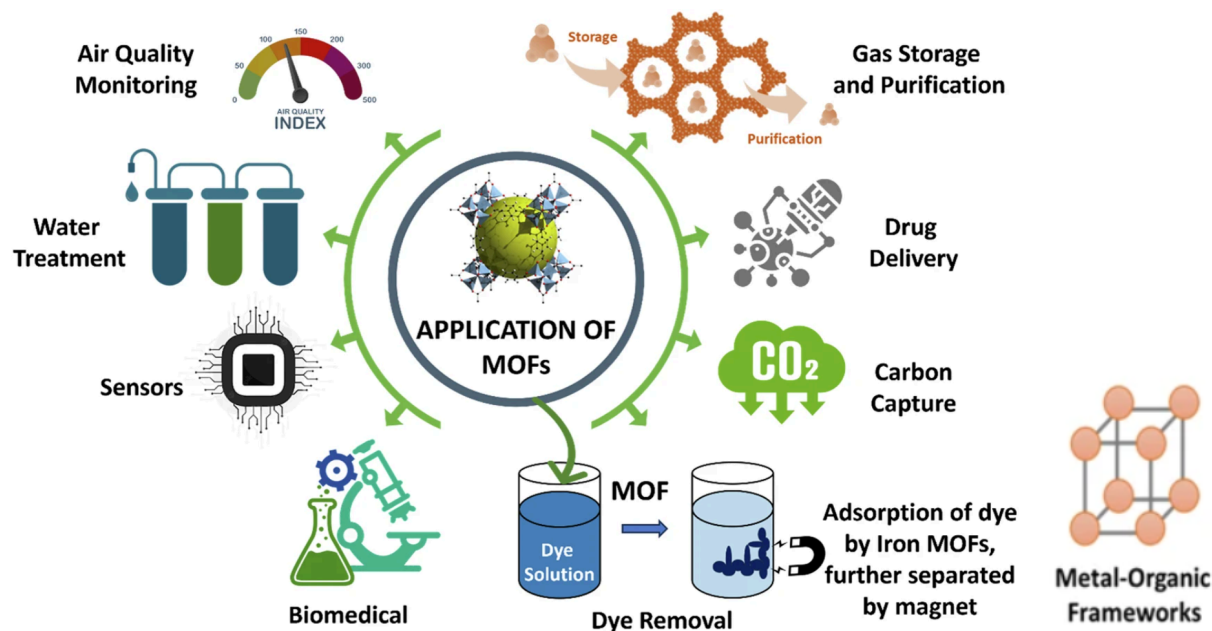 Air Quality
Monitoring
0
50
100
150
200
300
500
AIR QUALITY
INDEX
Storage
Purification
Gas Storage
and Purification
Water
Treatment
Drug
Delivery
APPLICATION OF
MOFs
Sensors
CO2
Carbon
Capture
Biomedical
Dye
Solution
MOF
Dye Removal
Adsorption of dye
by Iron MOFs,
further separated
by magnet
Metal-Organic
Frameworks